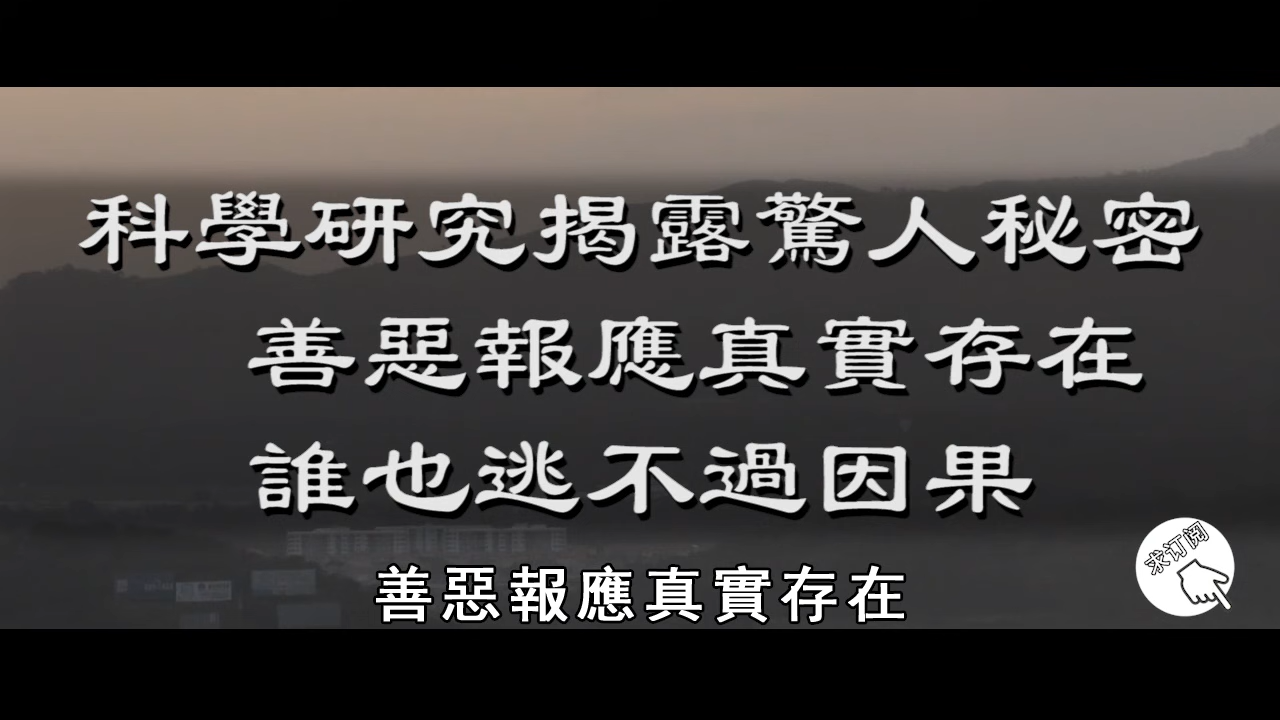 科學研究揭露驚人秘密
善惡報應真實存在
誰也逃不過因果
求订阅
善惡報應真實存在